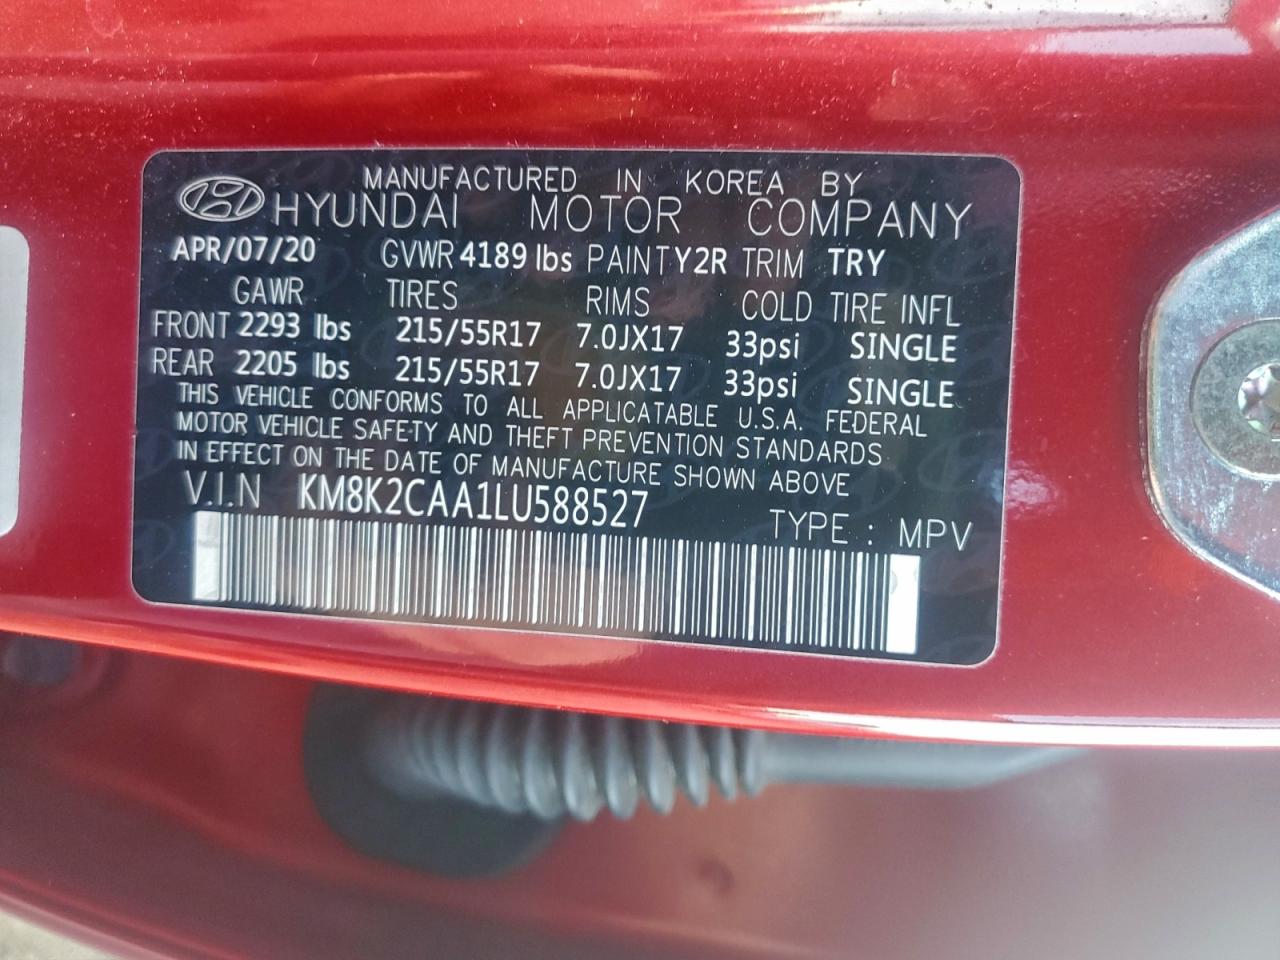 MANUFACTURED IN KOREA BY
HYUNDAI MOTOR COMPANY
APR/07/20 GVWR 4189 lbs PAINT Y2R TRIM TRY
GAWR TIRES RIMS COLD TIRE INFL
FRONT 2293 lbs 215/55R17 7.0JX17 33psi SINGLE
REAR 2205 lbs 215/55R17 7.0JX17 33psi SINGLE
THIS VEHICLE CONFORMS TO ALL APPLICATABLE U.S.A. FEDERAL
MOTOR VEHICLE SAFETY AND THEFT PREVENTION STANDARDS
IN EFFECT ON THE DATE OF MANUFACTURE SHOWN ABOVE
V.I.N KM8K2CAA1LU588527
TYPE : MPV